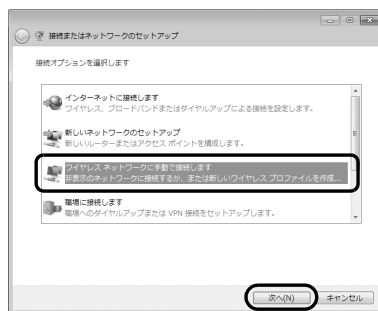 接続またはネットワークのセットアップ
接続オプションを選択します
インターネットに接続します
ワイヤレス、ブロードバンドまたはダイヤルアップによる接続を設定します。
新しいネットワークのセットアップ
新しいルーターまたはアクセス ポイントを構成します。
ワイヤレス ネットワークに手動で接続します
非表示のネットワークに接続するか、または新しいワイヤレス プロファイルを作成...
職場に接続します
職場へのダイヤルアップまたは VPN 接続をセットアップします。
次へ(N)
キャンセル